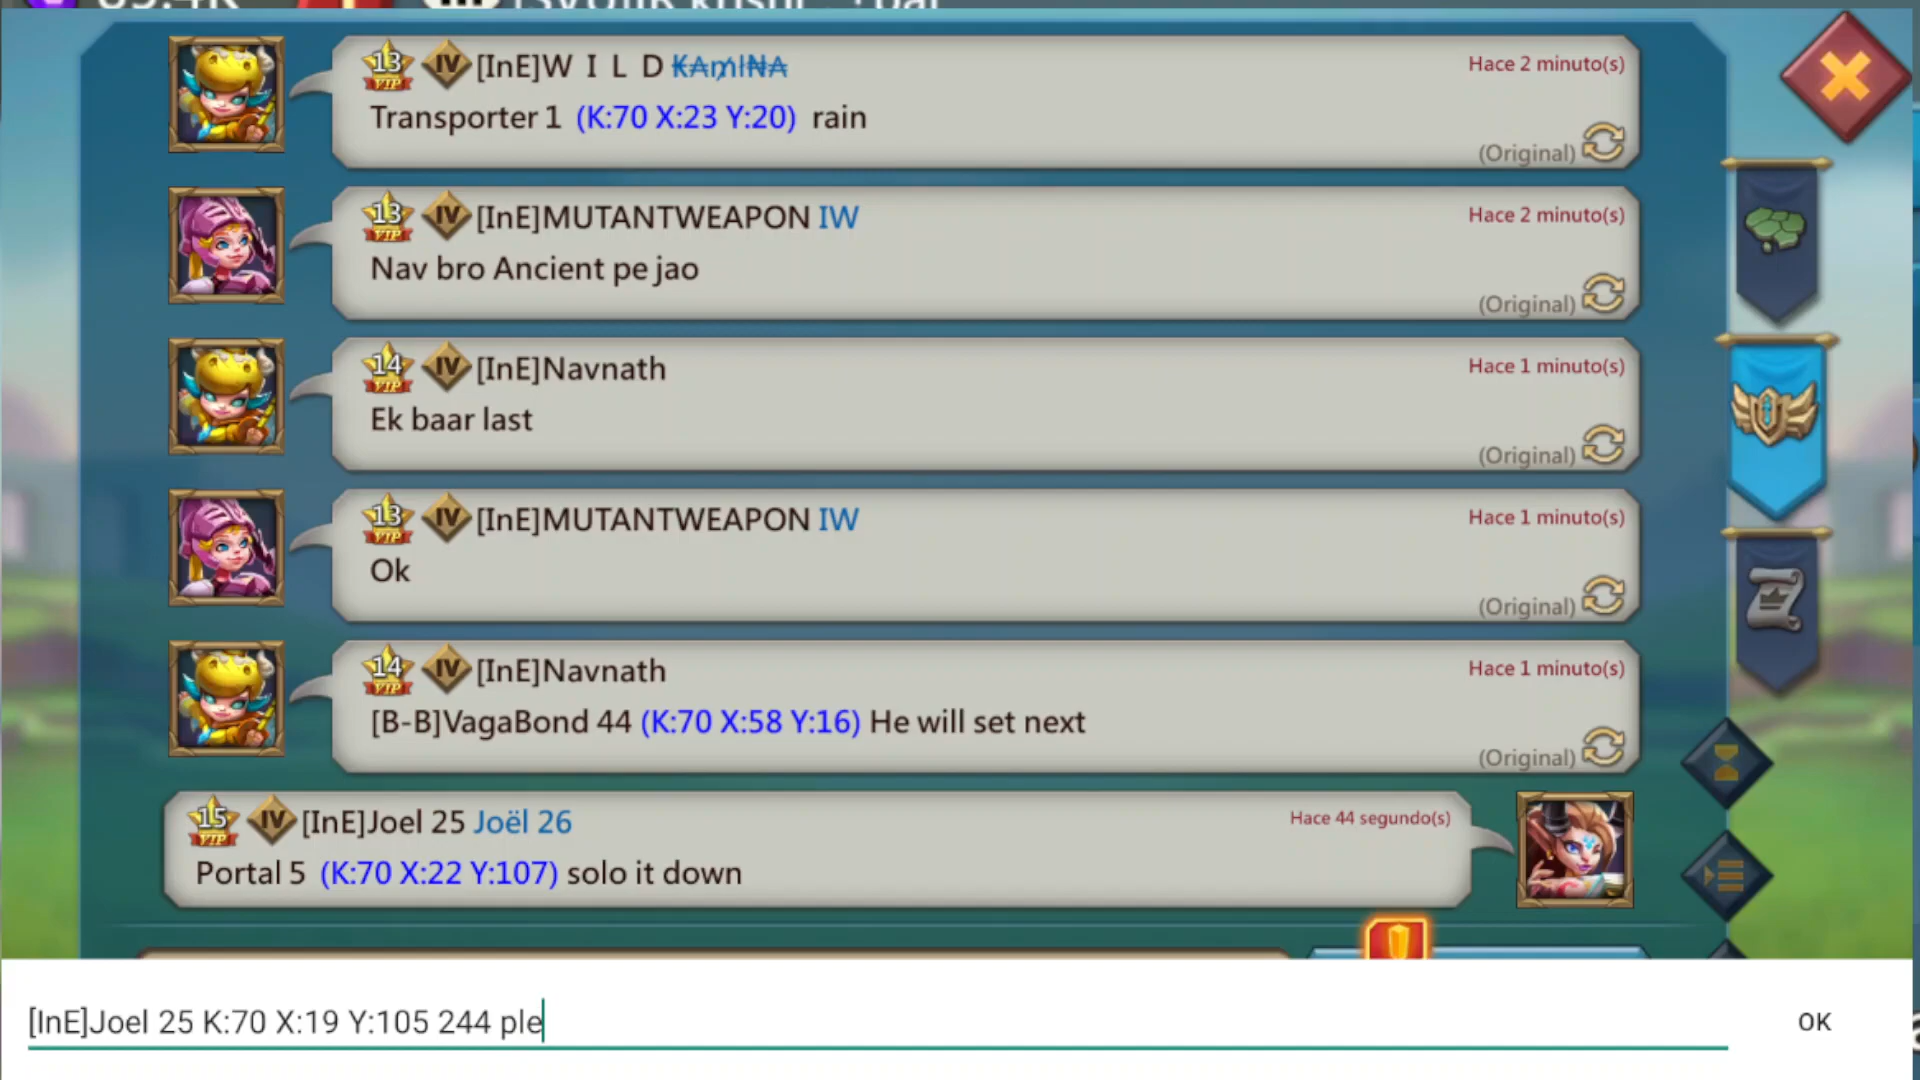 13 VIP IV [InE]W I L D ₭₳₥ł₦₳ Hace 2 minuto(s)
Transporter 1 (K:70 X:23 Y:20) rain
(Original)
13 VIP IV [InE]MUTANTWEAPON IW Hace 2 minuto(s)
Nav bro Ancient pe jao
(Original)
14 VIP IV [InE]Navnath Hace 1 minuto(s)
Ek baar last
(Original)
13 VIP IV [InE]MUTANTWEAPON IW Hace 1 minuto(s)
Ok
(Original)
14 VIP IV [InE]Navnath Hace 1 minuto(s)
[B-B]VagaBond 44 (K:70 X:58 Y:16) He will set next
(Original)
15 VIP IV [InE]Joel 25 Joël 26 Hace 44 segundo(s)
Portal 5 (K:70 X:22 Y:107) solo it down
[InE]Joel 25 K:70 X:19 Y:105 244 ple OK